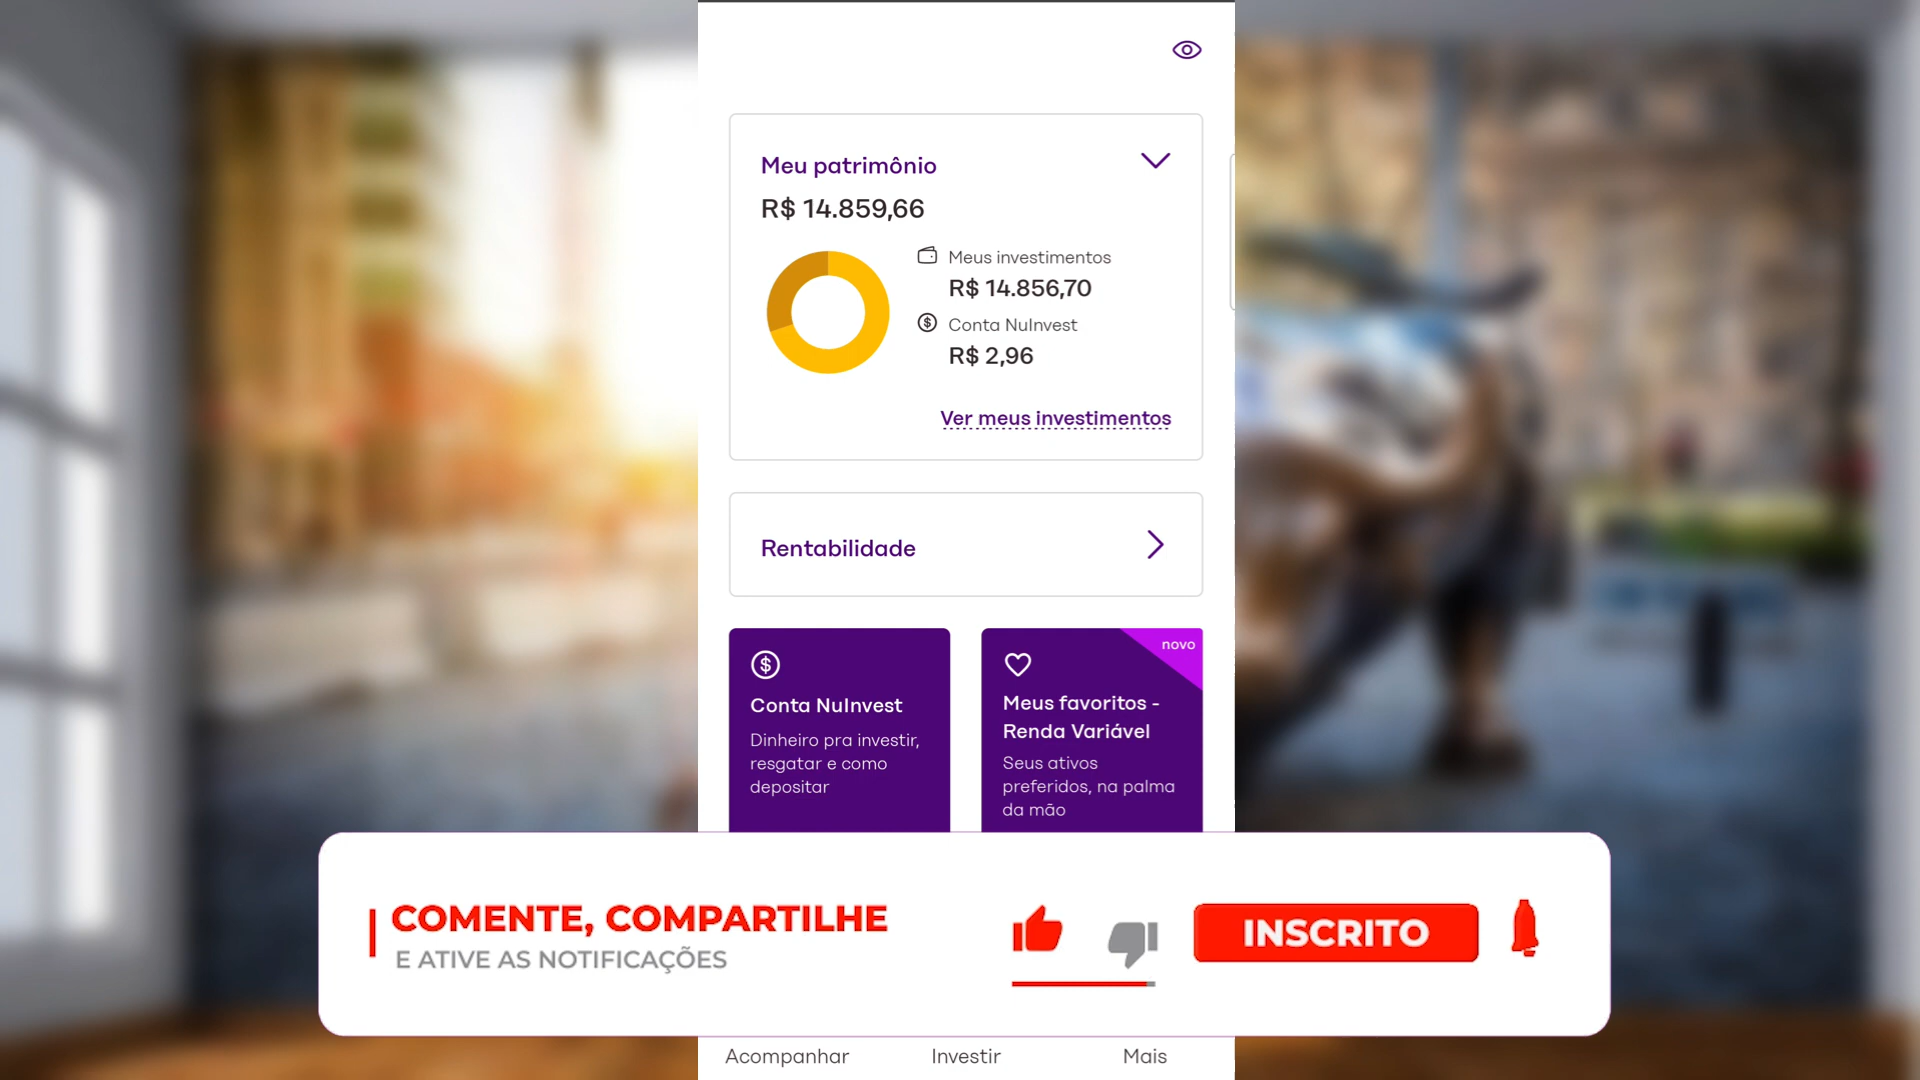 Meu patrimônio
R$ 14.859,66
Meus investimentos
R$ 14.856,70
Conta NuInvest
R$ 2,96
Ver meus investimentos
Rentabilidade
Conta NuInvest
Dinheiro pra investir,
resgatar e como
depositar
novo
Meus favoritos -
Renda Variável
Seus ativos
preferidos, na palma
da mão
COMENTE, COMPARTILHE
E ATIVE AS NOTIFICAÇÕES
INSCRITO
Acompanhar
Investir
Mais